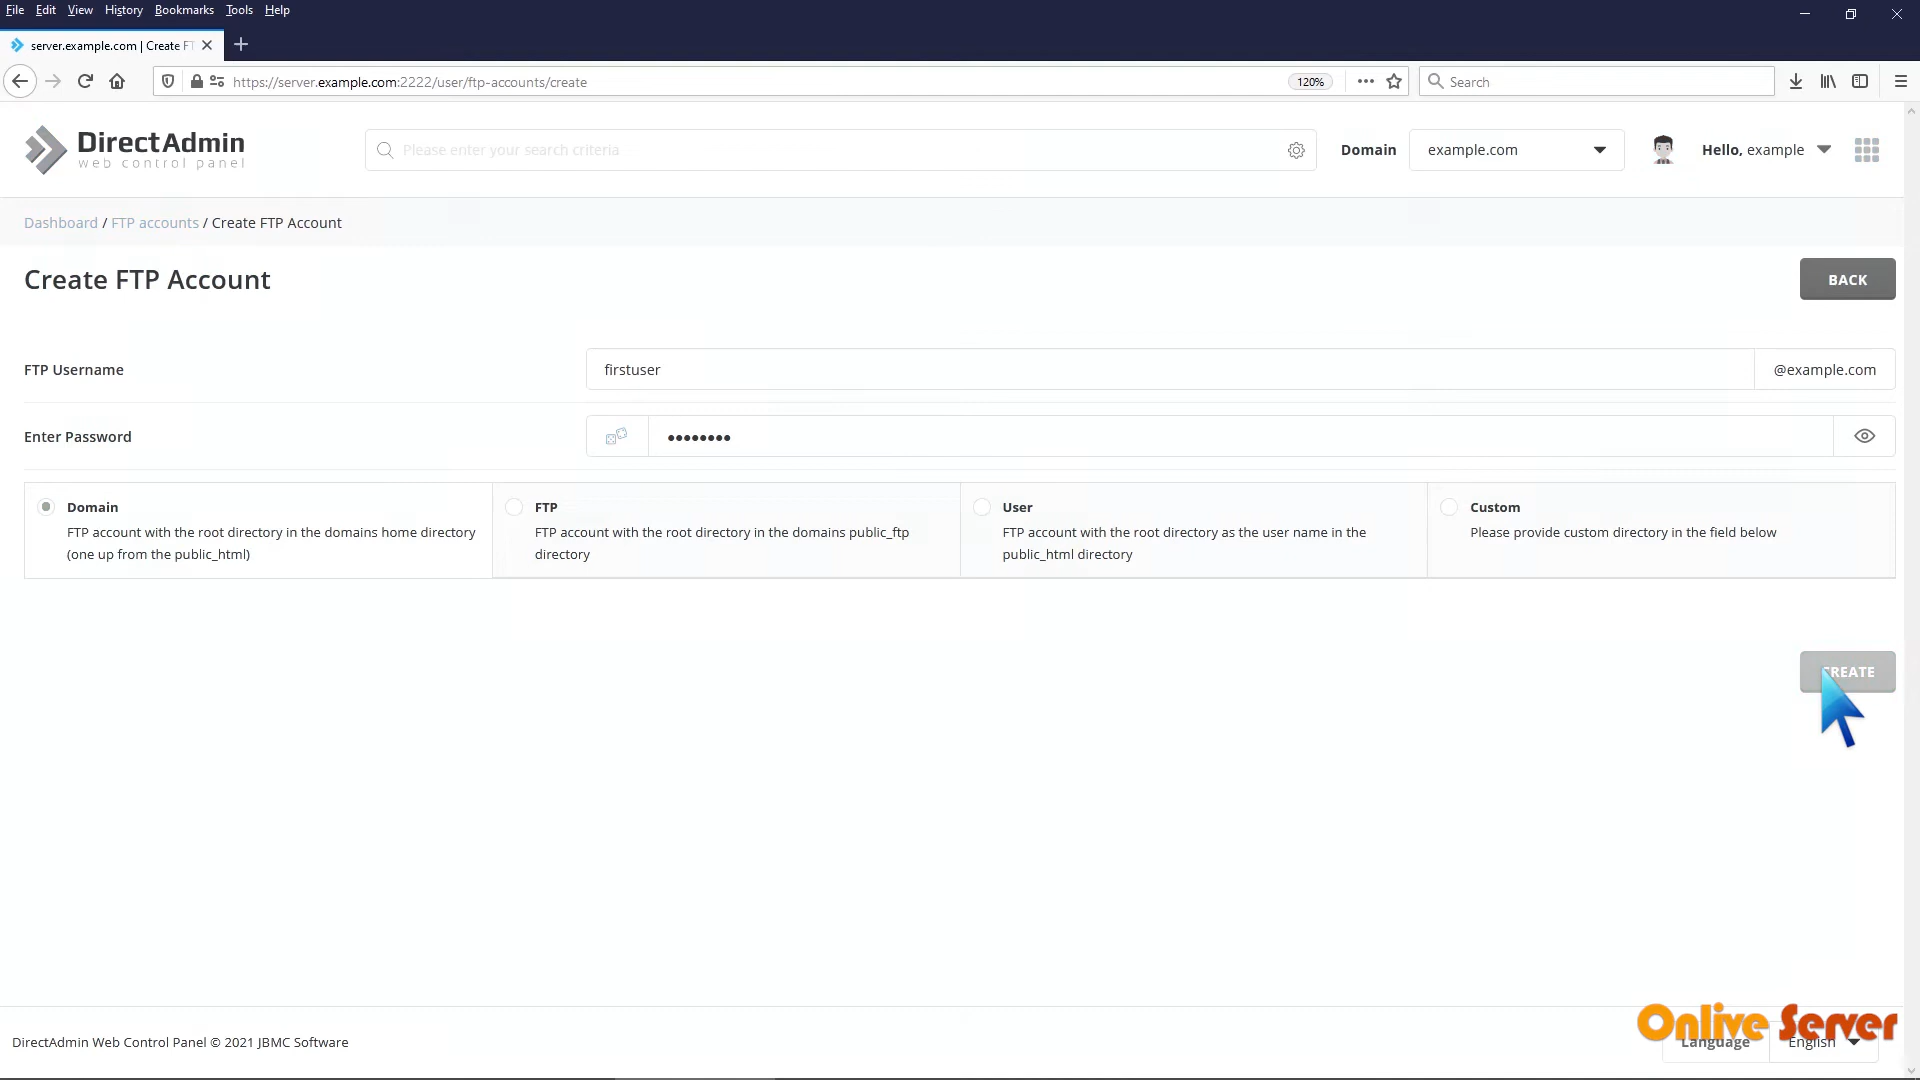 File Edit View History Bookmarks Tools Help
server.example.com | Create FT
https://server.example.com:2222/user/ftp-accounts/create
120%
Search
DirectAdmin
web control panel
Please enter your search criteria
Domain
example.com
Hello, example
Dashboard / FTP accounts / Create FTP Account
Create FTP Account
BACK
FTP Username
firstuser
@example.com
Enter Password
Domain
FTP account with the root directory in the domains home directory
(one up from the public_html)
FTP
FTP account with the root directory in the domains public_ftp
directory
User
FTP account with the root directory as the user name in the
public_html directory
Custom
Please provide custom directory in the field below
CREATE
Onlive Server
DirectAdmin Web Control Panel © 2021 JBMC Software
Language
English